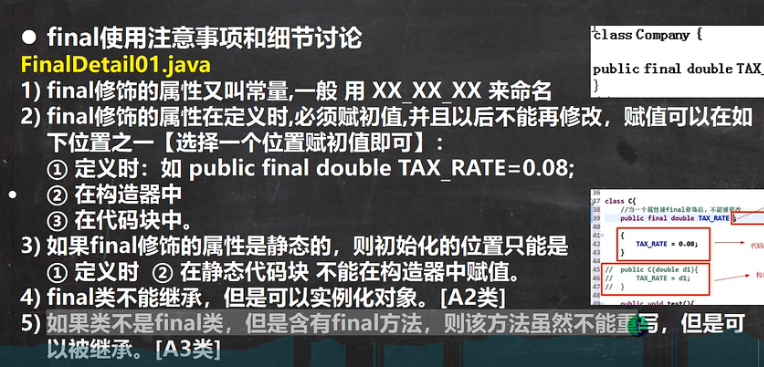 ● final使用注意事项和细节讨论
FinalDetail01.java
1) final修饰的属性又叫常量,一般 用 XX_XX_XX 来命名
2) final修饰的属性在定义时,必须赋初值,并且以后不能再修改，赋值可以在如
下位置之一【选择一个位置赋初值即可】:
① 定义时：如 public final double TAX_RATE=0.08;
② 在构造器中
③ 在代码块中。
3) 如果final修饰的属性是静态的，则初始化的位置只能是
① 定义时 ② 在静态代码块 不能在构造器中赋值。
4) final类不能继承，但是可以实例化对象。[A2类]
5) 如果类不是final类，但是含有final方法，则该方法虽然不能重写，但是可
以被继承。[A3类]
class Company {
public final double TAX_
}
36
37 class C{
38 //当一个属性被final修饰后，不能被修改
39 public final double TAX_RATE ;
40
41 {
42 TAX_RATE = 0.08;
43 }
44
45 // public C(double d1){
46 // TAX_RATE = d1;
47 // }
48
public void test(){
代码